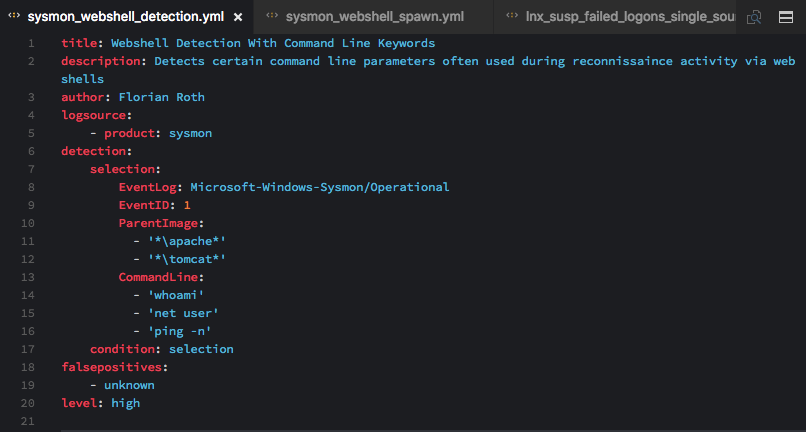 sysmon_webshell_detection.yml × sysmon_webshell_spawn.yml lnx_susp_failed_logons_single_sou
1 title: Webshell Detection With Command Line Keywords
2 description: Detects certain command line parameters often used during reconnissaince activity via web
shells
3 author: Florian Roth
4 logsource:
5 - product: sysmon
6 detection:
7 selection:
8 EventLog: Microsoft-Windows-Sysmon/Operational
9 EventID: 1
10 ParentImage:
11 - '*\apache*'
12 - '*\tomcat*'
13 CommandLine:
14 - 'whoami'
15 - 'net user'
16 - 'ping -n'
17 condition: selection
18 falsepositives:
19 - unknown
20 level: high
21